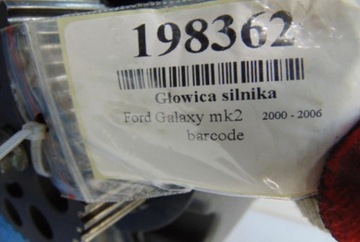 198362
Głowica silnika
Ford Galaxy mk2 2000 - 2006
barcode